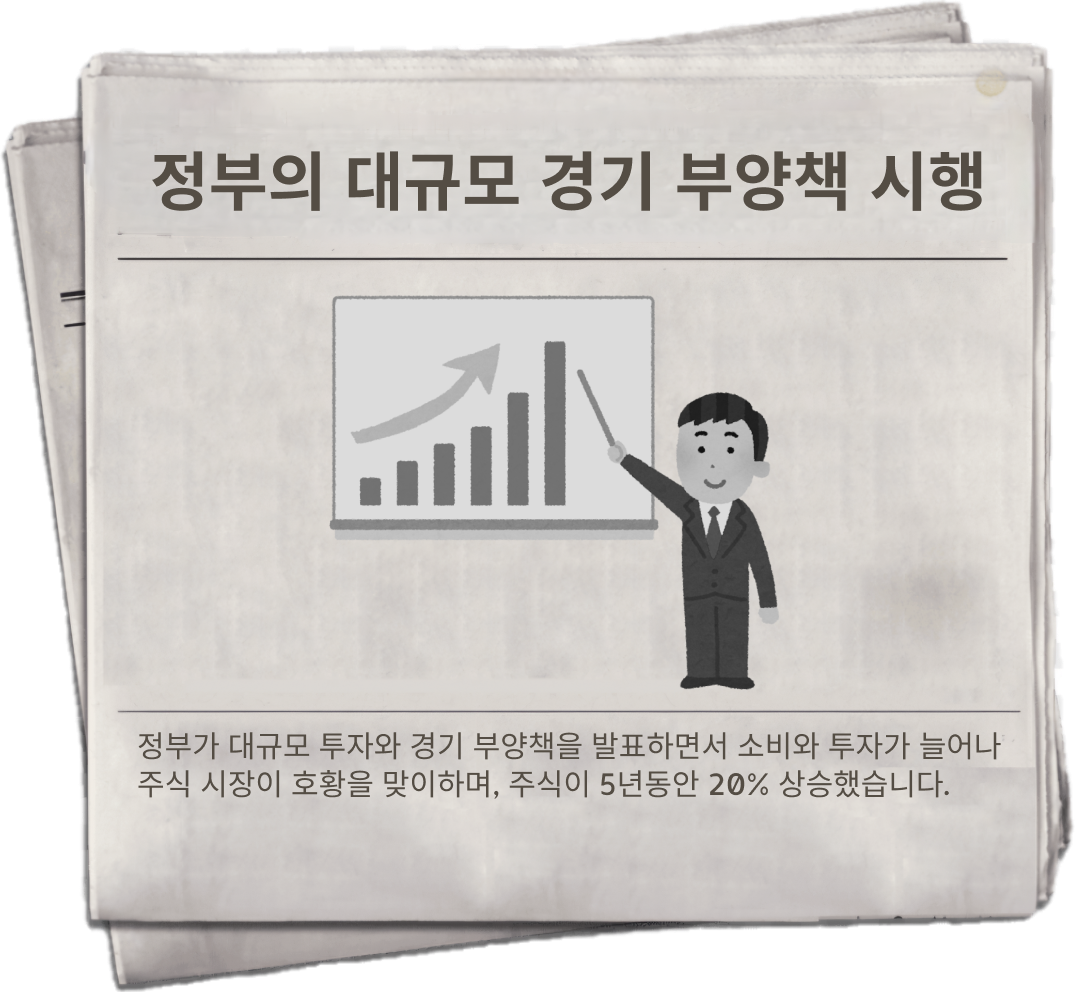 정부의 대규모 경기 부양책 시행
정부가 대규모 투자와 경기 부양책을 발표하면서 소비와 투자가 늘어나
주식 시장이 호황을 맞이하며, 주식이 5년동안 20% 상승했습니다.